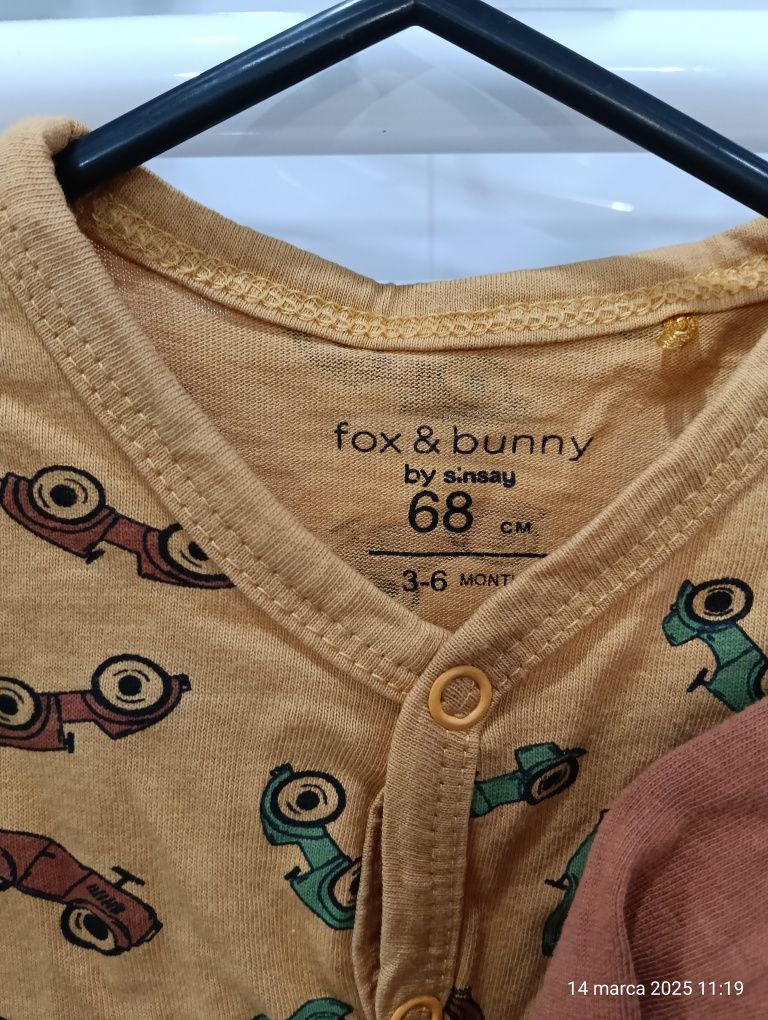 fox & bunny
by sinsay
68 CM
3-6
14 marca 2025 11:19